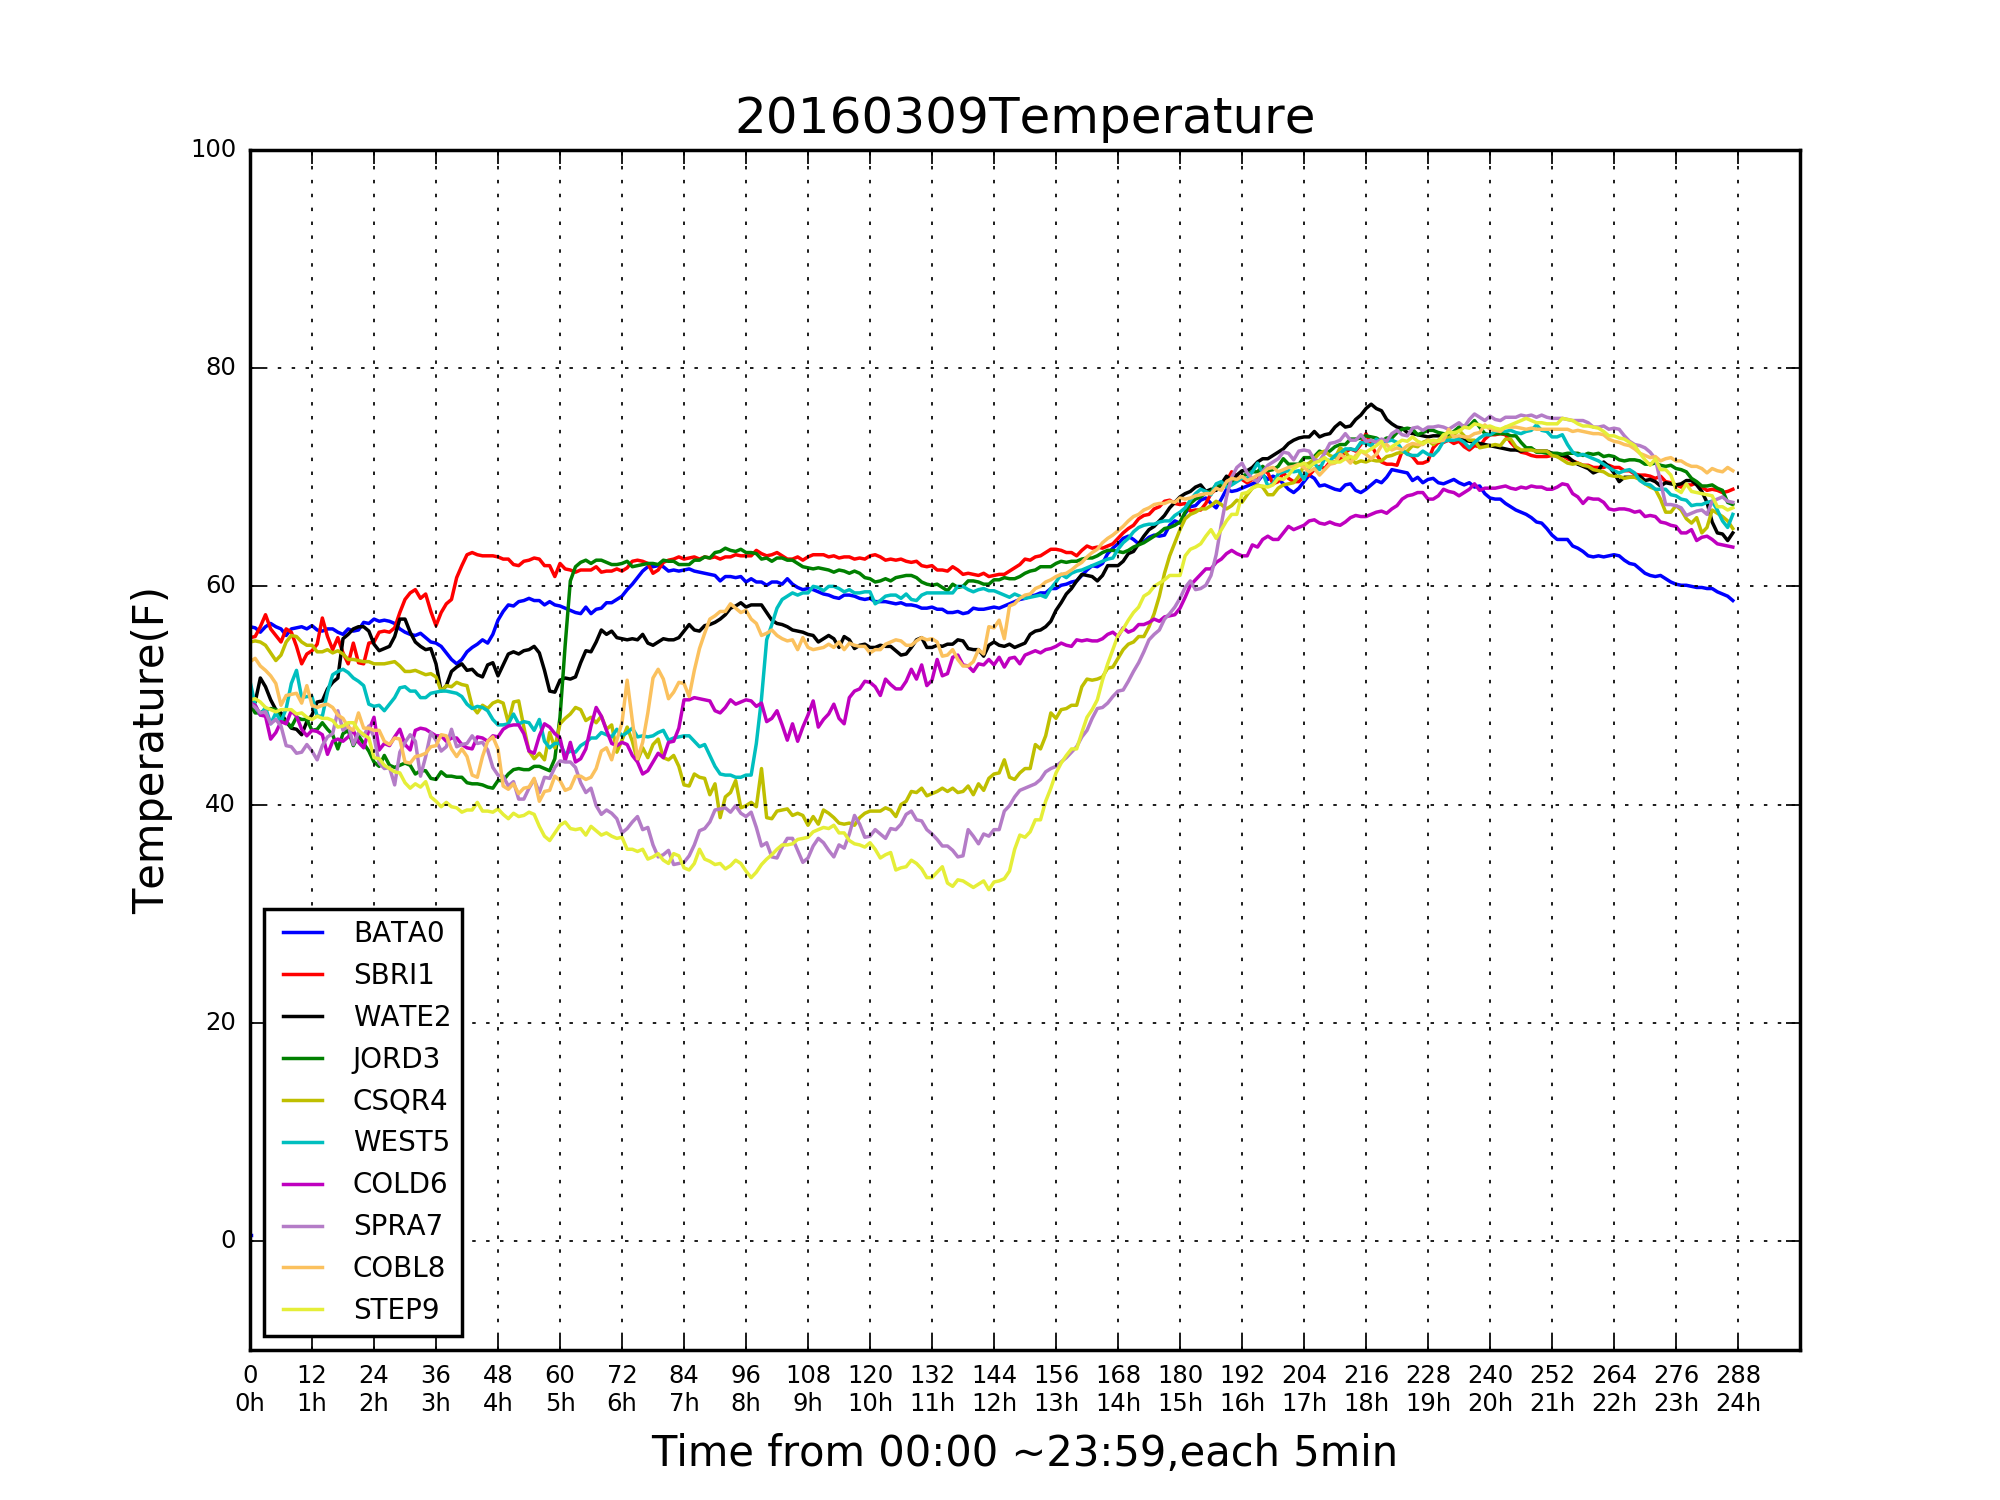 20160309Temperature
100
80
60
40
20
0
Temperature(F)
BATA0
SBRI1
WATE2
JORD3
CSQR4
WEST5
COLD6
SPRA7
COBL8
STEP9
0 12 24 36 48 60 72 84 96 108 120 132 144 156 168 180 192 204 216 228 240 252 264 276 288
0h 1h 2h 3h 4h 5h 6h 7h 8h 9h 10h 11h 12h 13h 14h 15h 16h 17h 18h 19h 20h 21h 22h 23h 24h
Time from 00:00 ~23:59,each 5min